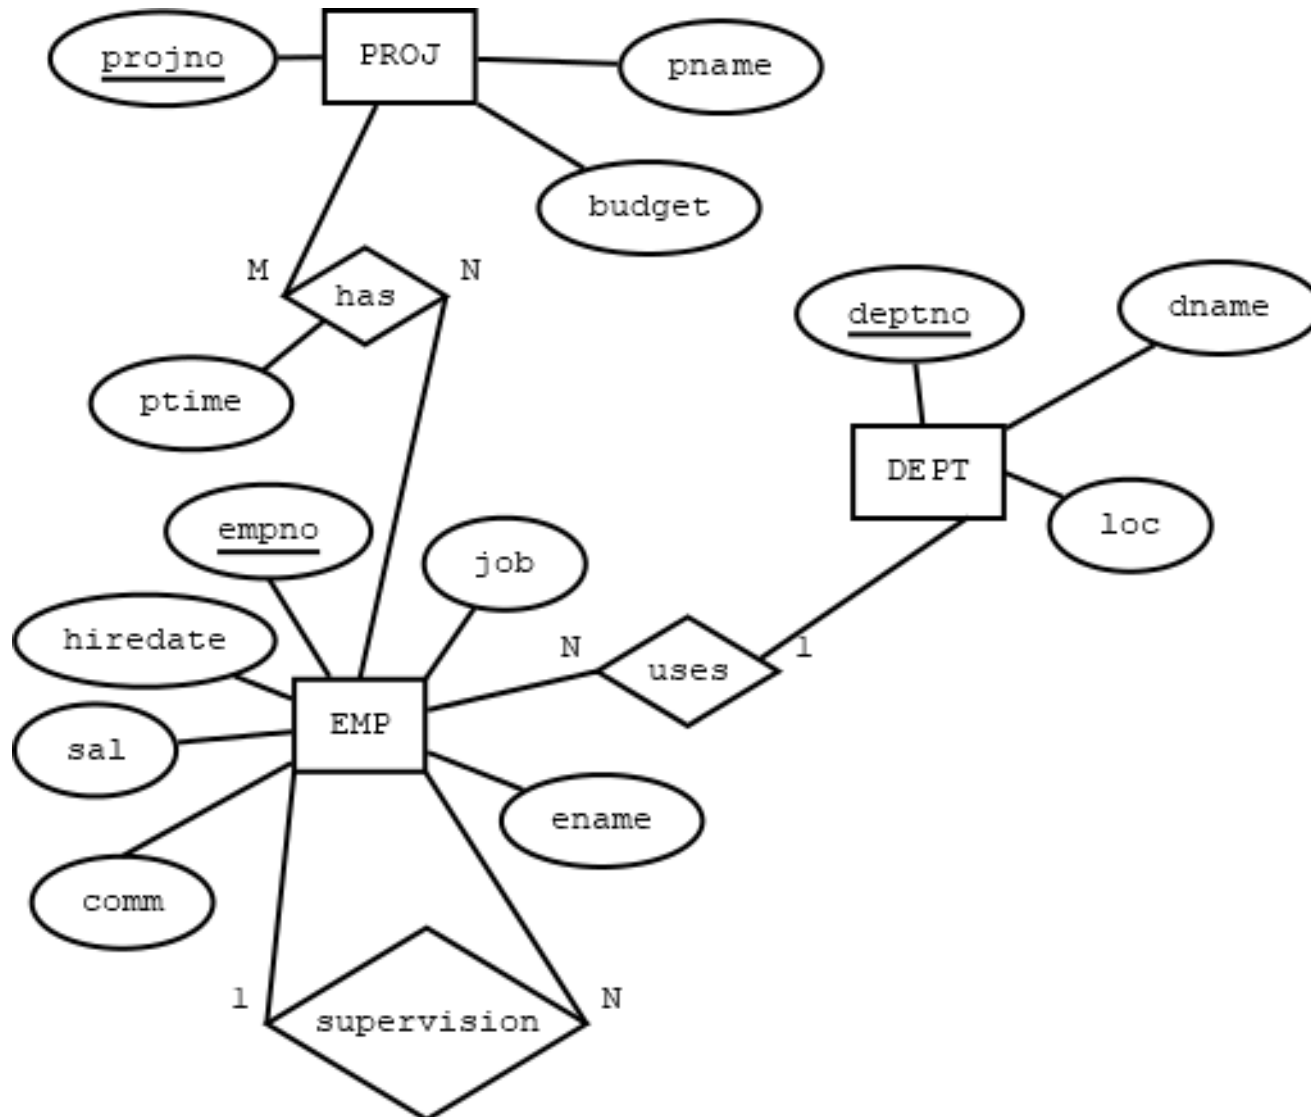 projno
PROJ
pname
budget
M
N
has
ptime
deptno
dname
DEPT
loc
empno
job
hiredate
N
uses
1
EMP
sal
ename
comm
1
N
supervision